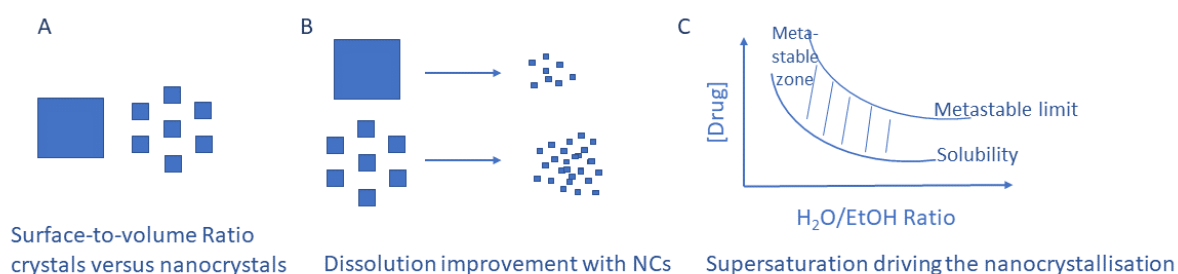 A
B
C
Meta-
stable
zone
[Drug]
Metastable limit
Solubility
H₂O/EtOH Ratio
Surface-to-volume Ratio
crystals versus nanocrystals
Dissolution improvement with NCs
Supersaturation driving the nanocrystallisation